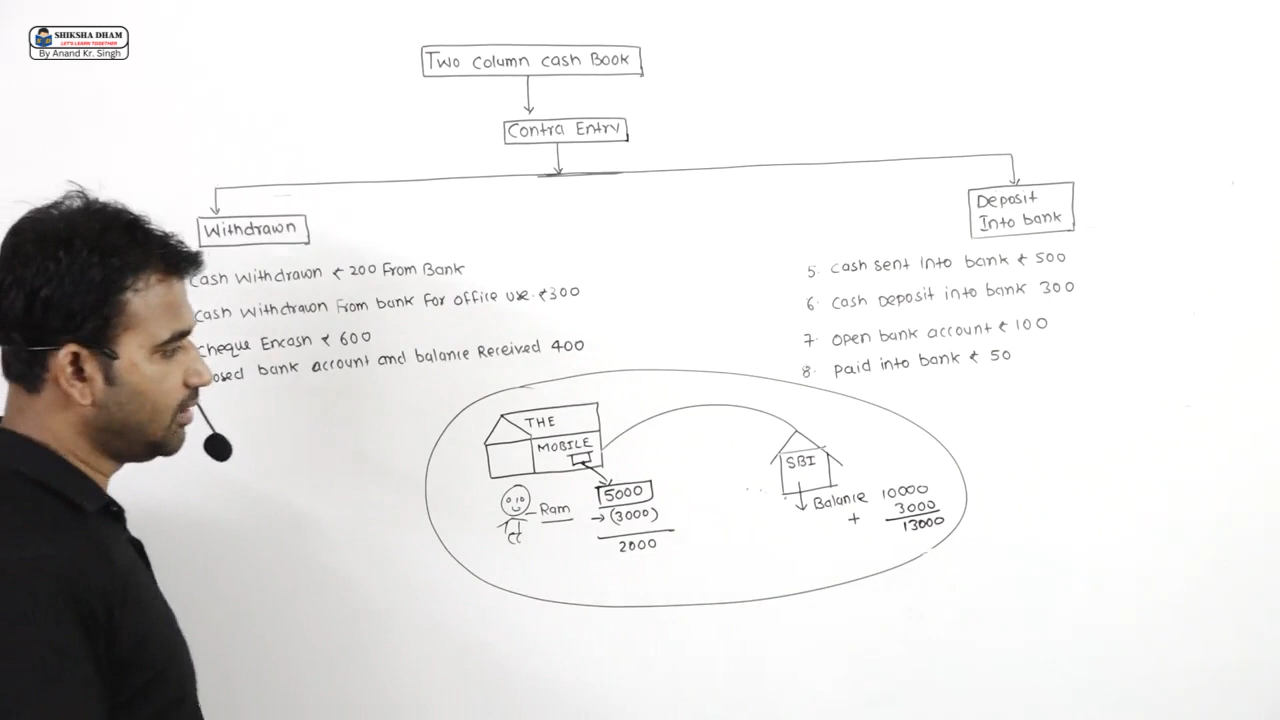 SHIKSHA DHAM
LET'S LEARN TOGETHER
By Anand Kr. Singh
Two column cash Book
Contra Entry
Withdrawn
Deposit
Into bank
Cash Withdrawn ₹ 200 From Bank
Cash Withdrawn From bank For office use ₹300
Cheque Encash ₹ 600
osed bank account and balance Received 400
5. Cash sent into bank ₹ 500
6. Cash Deposit into bank 300
7. open bank account ₹ 100
8. paid into bank ₹ 50
THE
MOBILE
Ram
5000
→ (3000)
2000
SBI
Balance 10000
+ 3000
13000